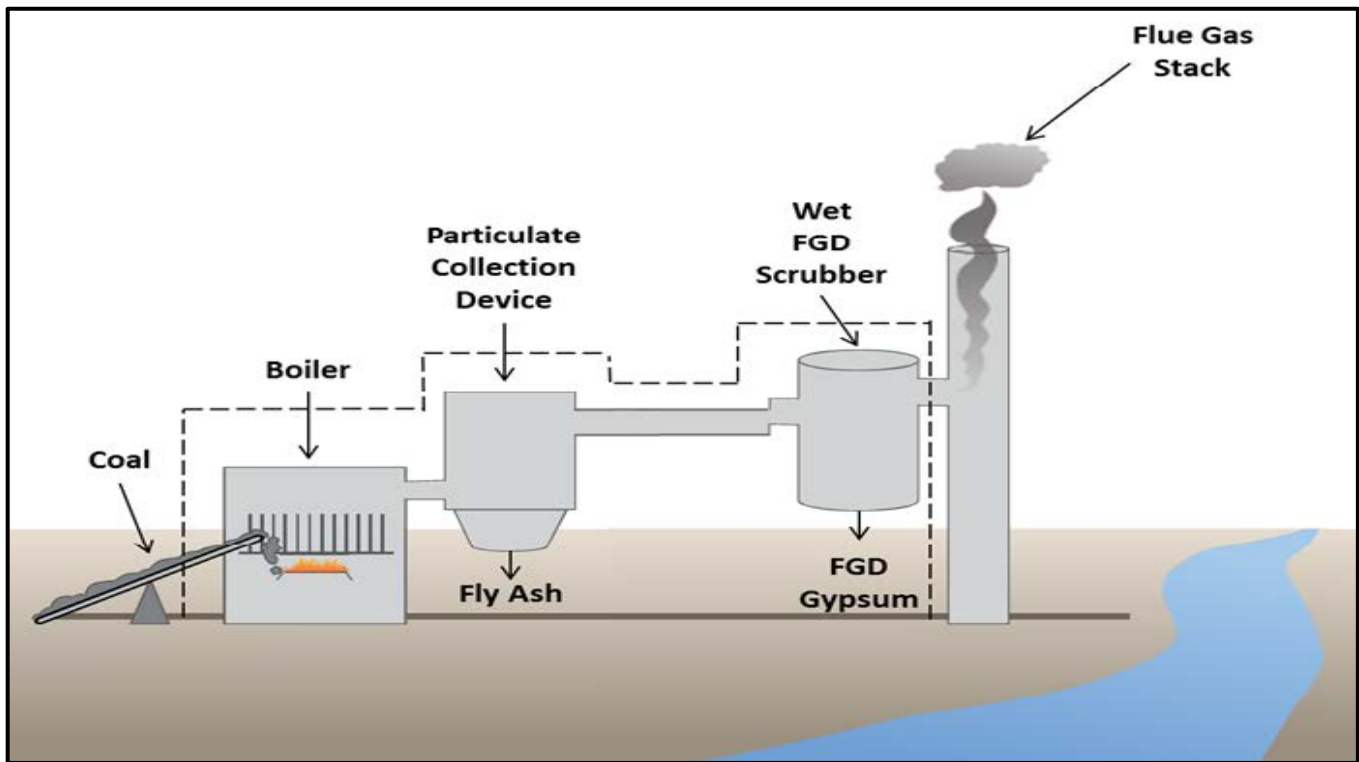 Flue Gas
Stack
Wet
FGD
Scrubber
Particulate
Collection
Device
Boiler
Coal
Fly Ash
FGD
Gypsum